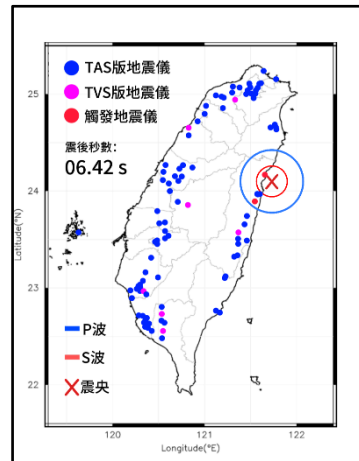 TAS版地震儀
TVS版地震儀
觸發地震儀
震後秒數:
06.42 s
P波
S波
震央
25
24
23
22
120
121
122
Latitude(°N)
Longitude(°E)